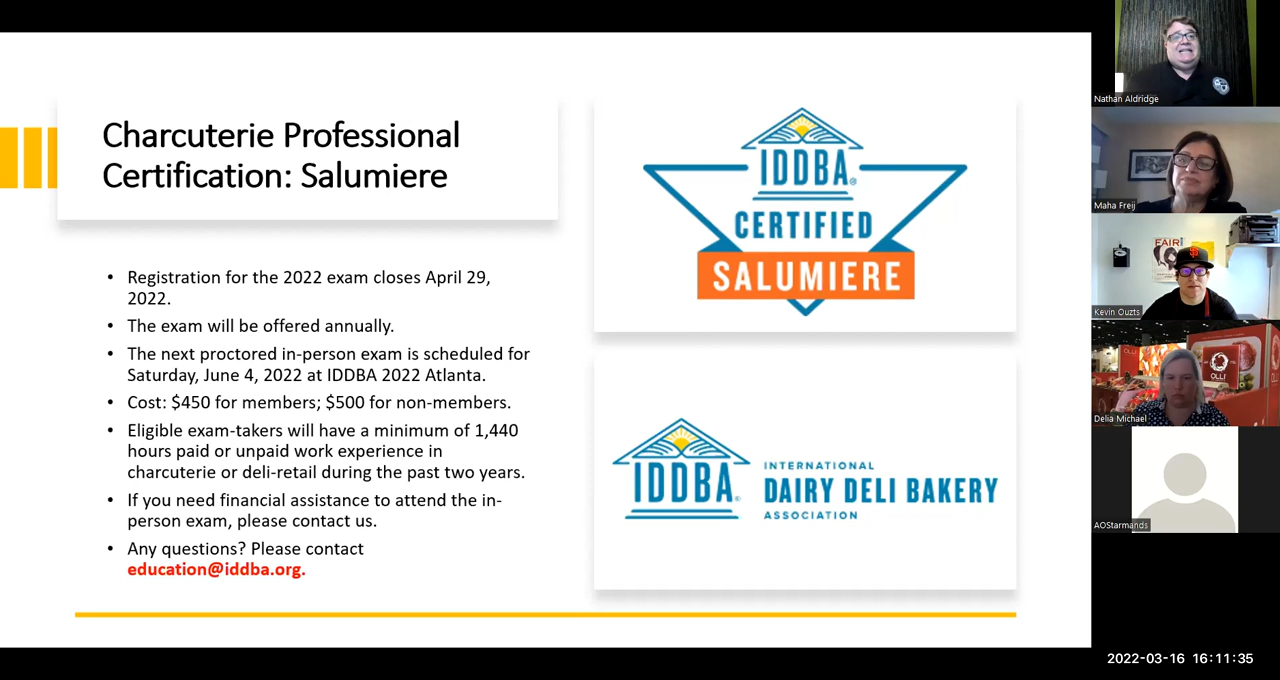 Charcuterie Professional
Certification: Salumiere
• Registration for the 2022 exam closes April 29,
2022.
• The exam will be offered annually.
• The next proctored in-person exam is scheduled for
Saturday, June 4, 2022 at IDDBA 2022 Atlanta.
• Cost: $450 for members; $500 for non-members.
• Eligible exam-takers will have a minimum of 1,440
hours paid or unpaid work experience in
charcuterie or deli-retail during the past two years.
• If you need financial assistance to attend the in-
person exam, please contact us.
• Any questions? Please contact
education@iddba.org.
IDDBA®
CERTIFIED
SALUMIERE
IDDBA®
INTERNATIONAL
DAIRY DELI BAKERY
ASSOCIATION
Nathan Aldridge
Maha Freij
FAIR
Kevin Ouzts
OLLI
Delia Michael
AOStarmands
2022-03-16 16:11:35